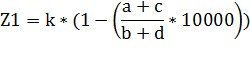 Z1 = k * (1 − (a + c / b + d * 10000))